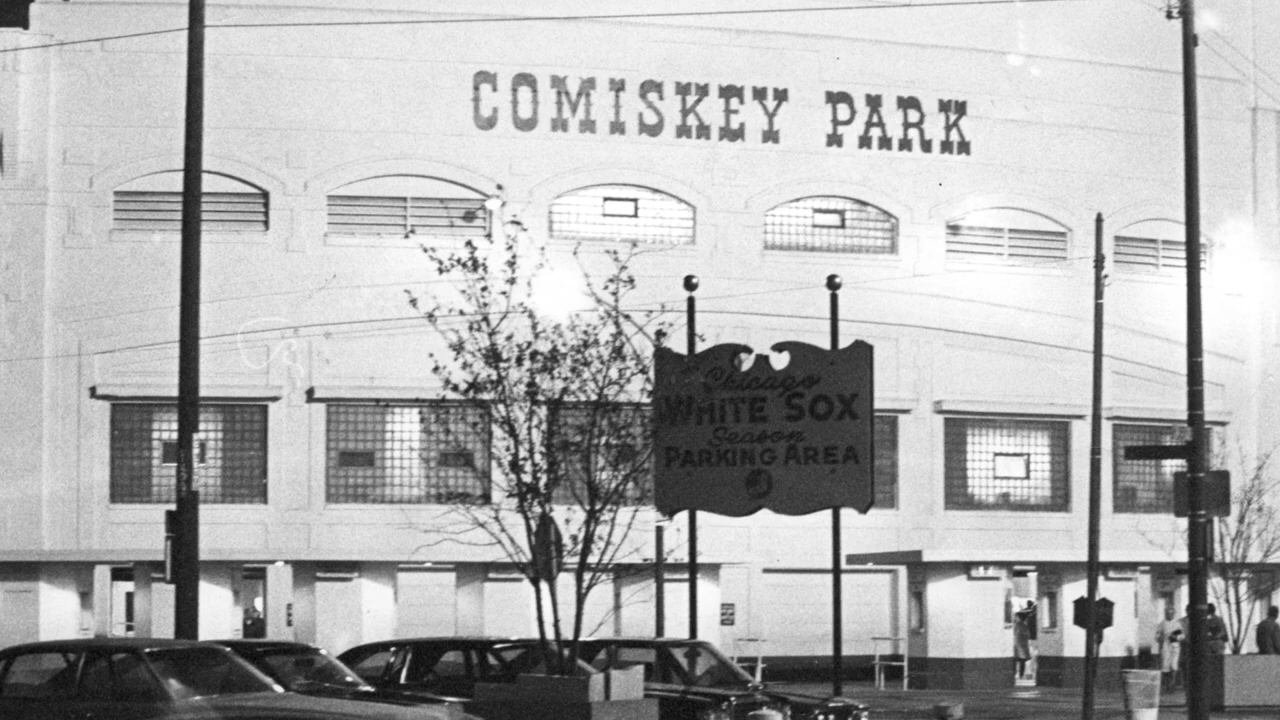 COMISKEY PARK
Chicago
WHITE SOX
Season
PARKING AREA